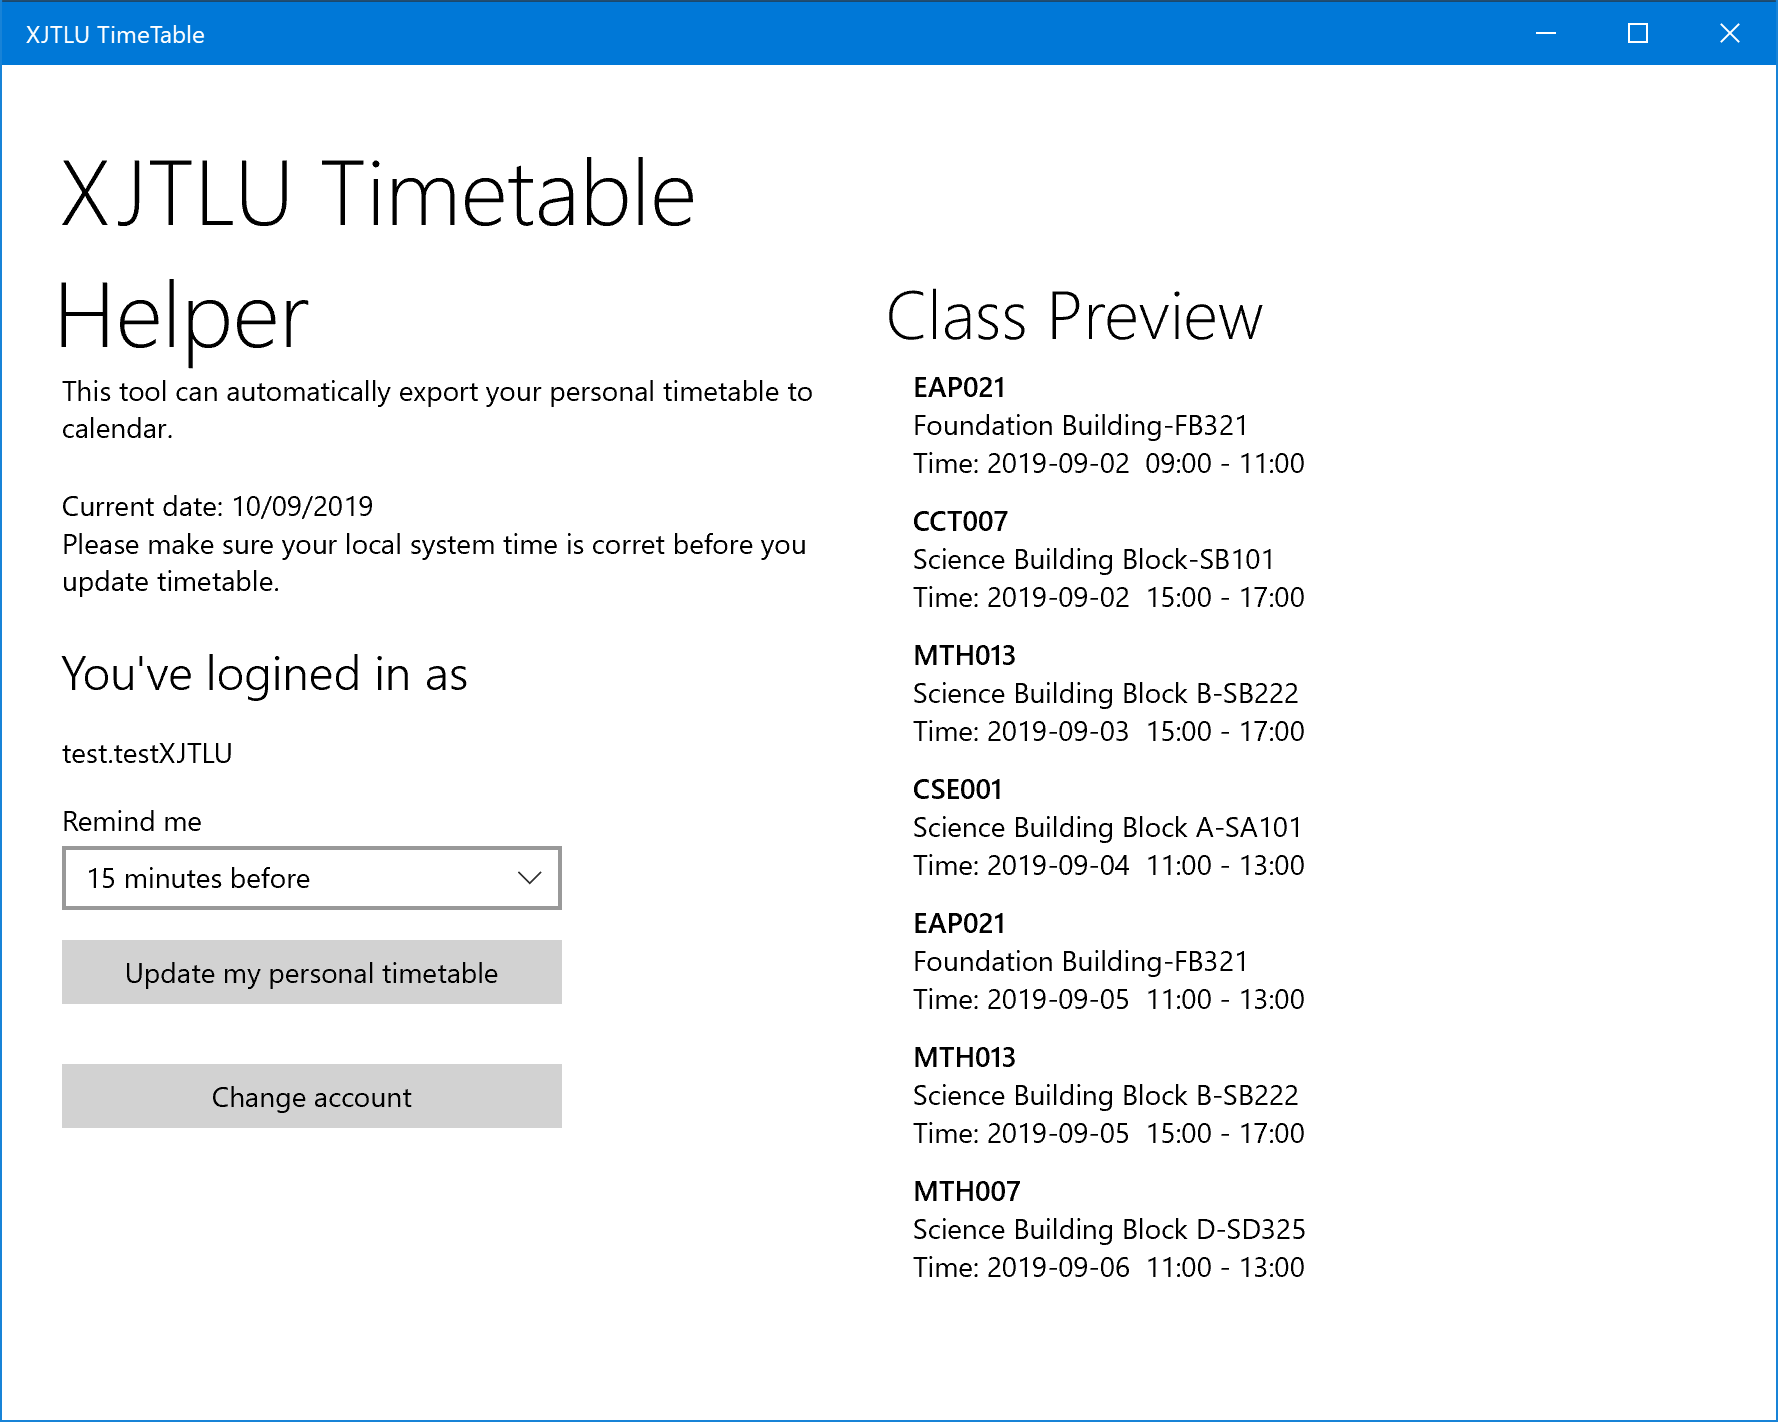 XJTLU TimeTable
XJTLU Timetable
Helper
This tool can automatically export your personal timetable to
calendar.
Current date: 10/09/2019
Please make sure your local system time is corret before you
update timetable.
You've logined in as
test.testXJTLU
Remind me
15 minutes before
Update my personal timetable
Change account
Class Preview
EAP021
Foundation Building-FB321
Time: 2019-09-02  09:00 - 11:00
CCT007
Science Building Block-SB101
Time: 2019-09-02  15:00 - 17:00
MTH013
Science Building Block B-SB222
Time: 2019-09-03  15:00 - 17:00
CSE001
Science Building Block A-SA101
Time: 2019-09-04  11:00 - 13:00
EAP021
Foundation Building-FB321
Time: 2019-09-05  11:00 - 13:00
MTH013
Science Building Block B-SB222
Time: 2019-09-05  15:00 - 17:00
MTH007
Science Building Block D-SD325
Time: 2019-09-06  11:00 - 13:00